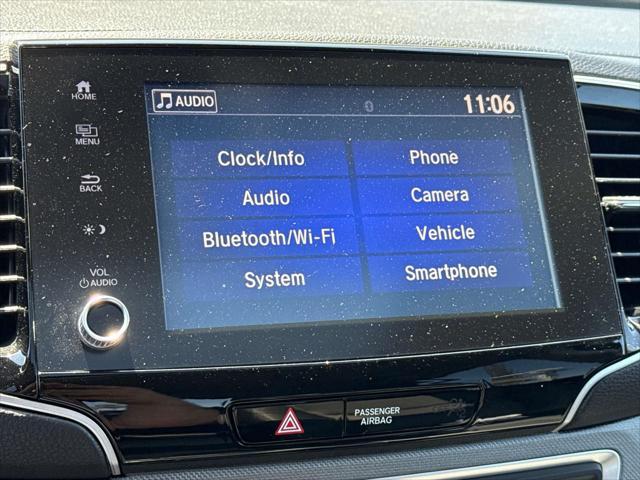 HOME
MENU
BACK
VOL
AUDIO
AUDIO
11:06
Clock/Info
Phone
Audio
Camera
Bluetooth/Wi-Fi
Vehicle
System
Smartphone
PASSENGER
AIRBAG